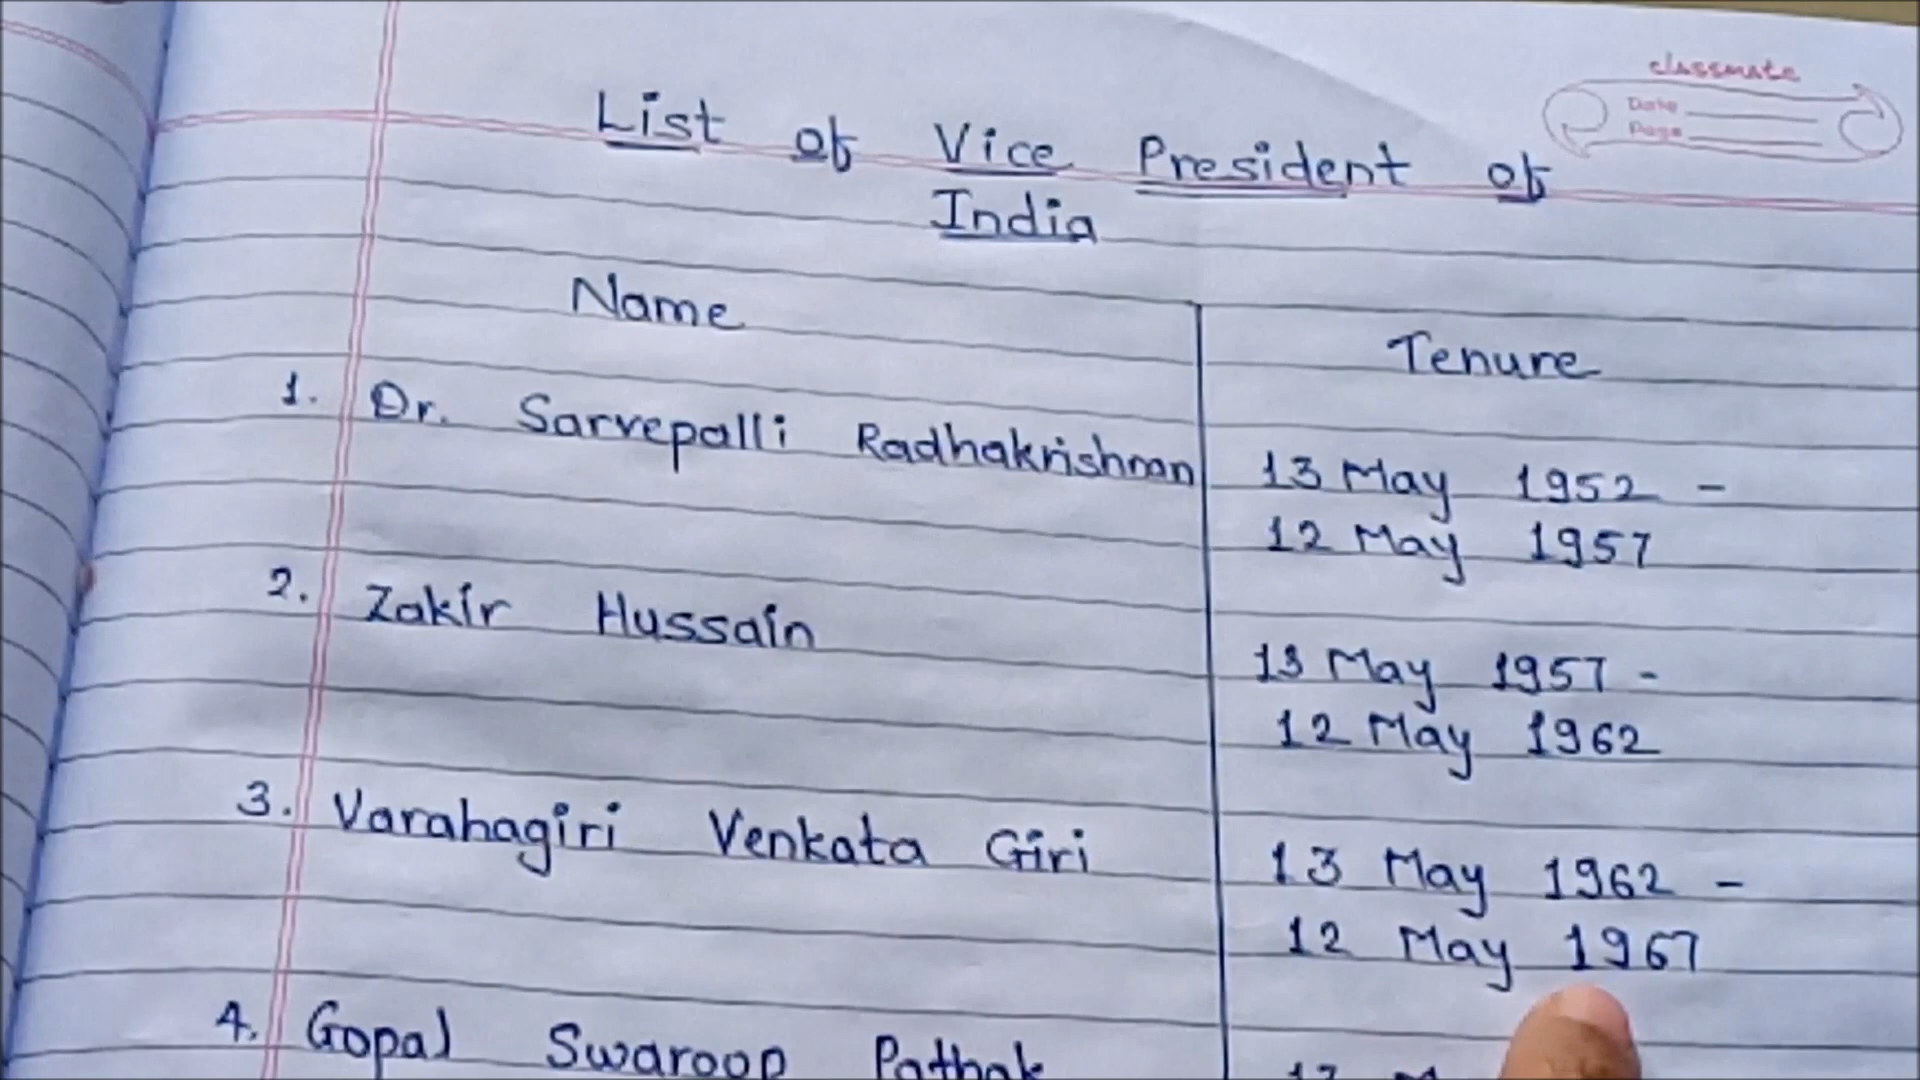 classmate
Date
Page
List of Vice President of
India
Name Tenure
1. Dr. Sarvepalli Radhakrishnan 13 May 1952 -
12 May 1957
2. Zakir Hussain 13 May 1957 -
12 May 1962
3. Varahagiri Venkata Giri 13 May 1962 -
12 May 1967
4. Gopal Swaroop Pathak